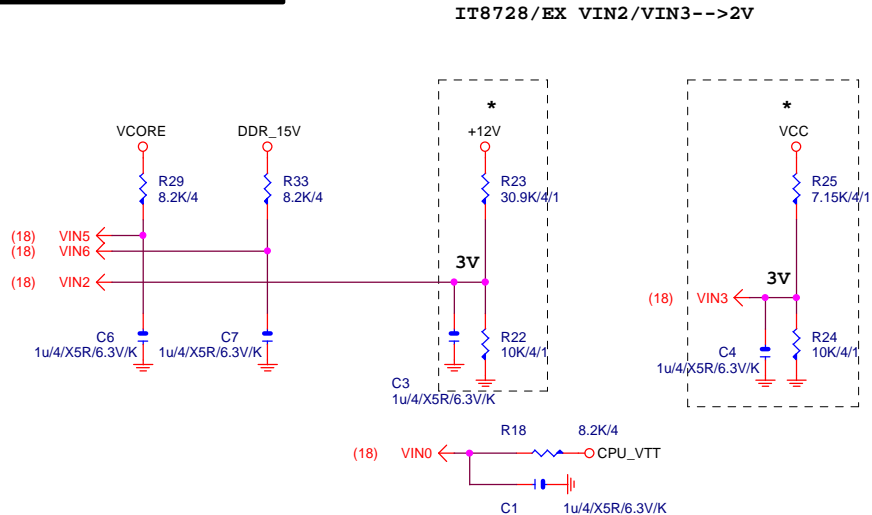 IT8728/EX VIN2/VIN3-->2V
*
*
VCORE
DDR_15V
+12V
VCC
R29
8.2K/4
R33
8.2K/4
R23
30.9K/4/1
R25
7.15K/4/1
(18) VIN5
(18) VIN6
(18) VIN2
3V
3V
(18) VIN3
C6
1u/4/X5R/6.3V/K
C7
1u/4/X5R/6.3V/K
R22
10K/4/1
C3
1u/4/X5R/6.3V/K
C4
1u/4/X5R/6.3V/K
R24
10K/4/1
R18
8.2K/4
(18) VIN0
CPU_VTT
C1
1u/4/X5R/6.3V/K